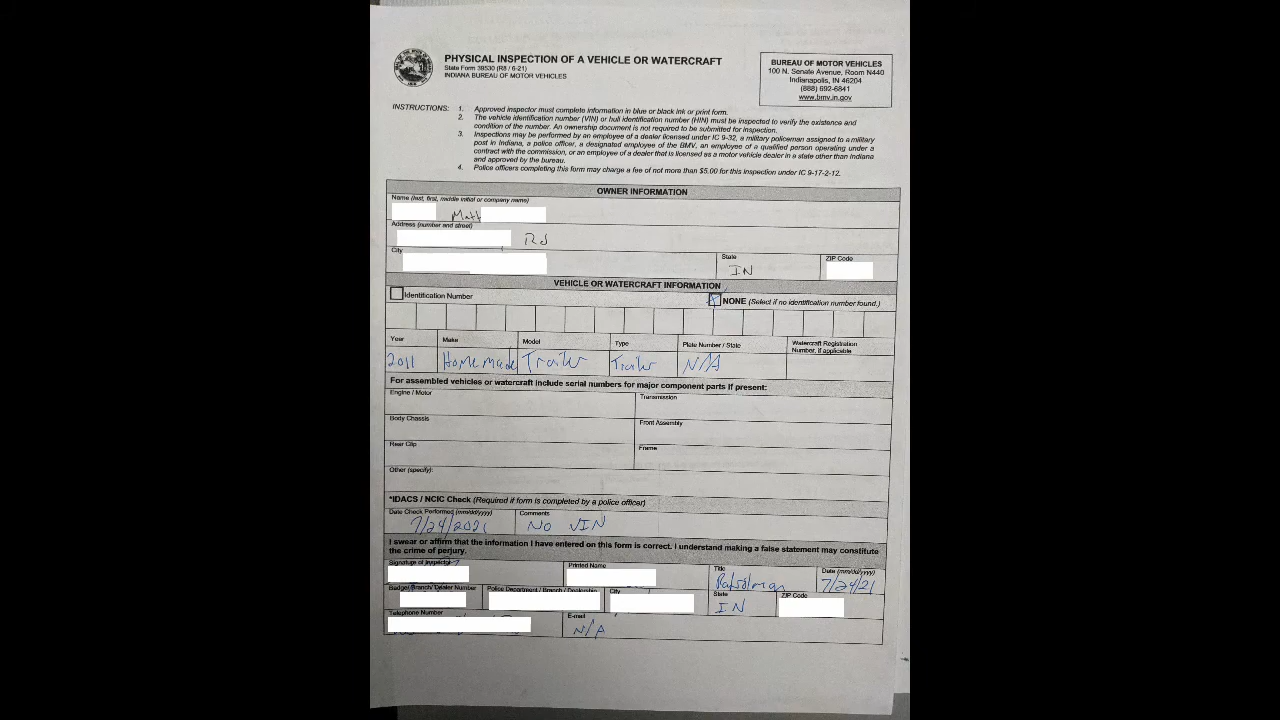 PHYSICAL INSPECTION OF A VEHICLE OR WATERCRAFT
State Form 39530 (R8 / 6-21)
INDIANA BUREAU OF MOTOR VEHICLES
BUREAU OF MOTOR VEHICLES
100 N. Senate Avenue, Room N440
Indianapolis, IN 46204
(888) 692-6841
www.bmv.in.gov
INSTRUCTIONS: 1. Approved inspector must complete information in blue or black ink or print form.
2. The vehicle identification number (VIN) or hull identification number (HIN) must be inspected to verify the existence and
condition of the number. An ownership document is not required to be submitted for inspection.
3. Inspections may be performed by an employee of a dealer licensed under IC 9-32, a military policeman assigned to a military
post in Indiana, a police officer, a designated employee of the BMV, an employee of a qualified person operating under a
contract with the commission, or an employee of a dealer that is licensed as a motor vehicle dealer in a state other than Indiana
and approved by the bureau.
4. Police officers completing this form may charge a fee of not more than $5.00 for this inspection under IC 9-17-2-12.
OWNER INFORMATION
Name (last, first, middle initial or company name)
Matt
Address (number and street)
Rd
City State ZIP Code
IN
VEHICLE OR WATERCRAFT INFORMATION
Identification Number NONE (Select if no identification number found.)
Year Make Model Type Plate Number / State Watercraft Registration
Number, if applicable
2011 Homemade Trailer Trailer N/A
For assembled vehicles or watercraft include serial numbers for major component parts if present:
Engine / Motor Transmission
Body Chassis Front Assembly
Rear Clip Frame
Other (specify):
*IDACS / NCIC Check (Required if form is completed by a police officer)
Date Check Performed (mm/dd/yyyy) Comments
7/24/2021 NO VIN
I swear or affirm that the information I have entered on this form is correct. I understand making a false statement may constitute
the crime of perjury.
Signature of Inspector Printed Name Title Date (mm/dd/yyyy)
Patrolman 7/24/21
Badge/Branch/Dealer Number Police Department / Branch / Dealership City State ZIP Code
IN
Telephone Number E-mail
N/A